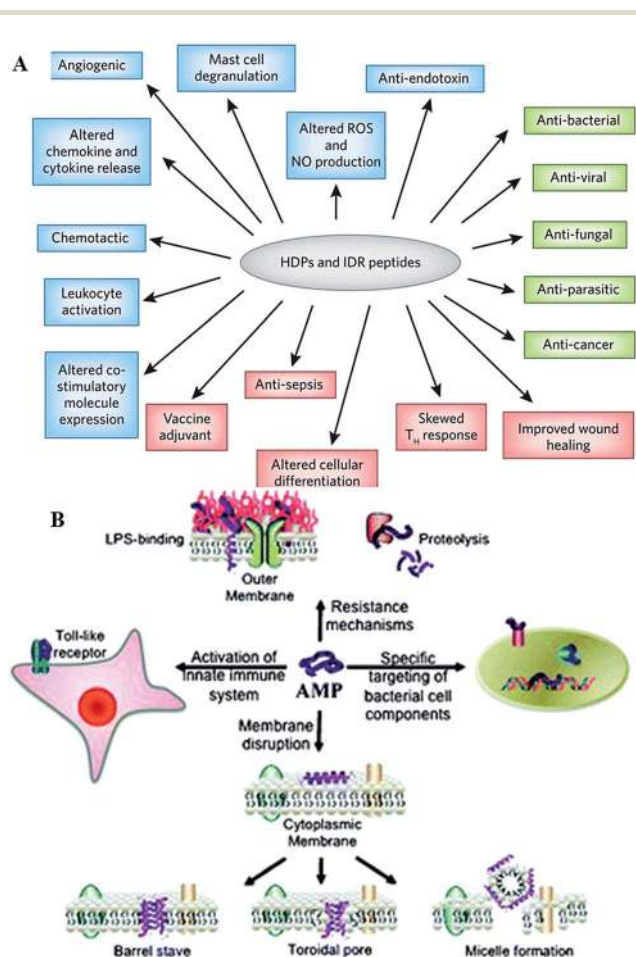 A
Angiogenic
Mast cell
degranulation
Anti-endotoxin
Altered
chemokine and
cytokine release
Altered ROS
and
NO production
Anti-bacterial
Anti-viral
Chemotactic
HDPs and IDR peptides
Anti-fungal
Leukocyte
activation
Anti-parasitic
Anti-cancer
Altered co-
stimulatory
molecule
expression
Anti-sepsis
Vaccine
adjuvant
Skewed
TH response
Improved wound
healing
Altered cellular
differentiation
B
LPS-binding
Outer
Membrane
Proteolysis
Resistance
mechanisms
Toll-like
receptor
Activation of
innate immune
system
AMP
Specific
targeting of
bacterial cell
components
Membrane
disruption
Cytoplasmic
Membrane
Barrel stave
Toroidal pore
Micelle formation